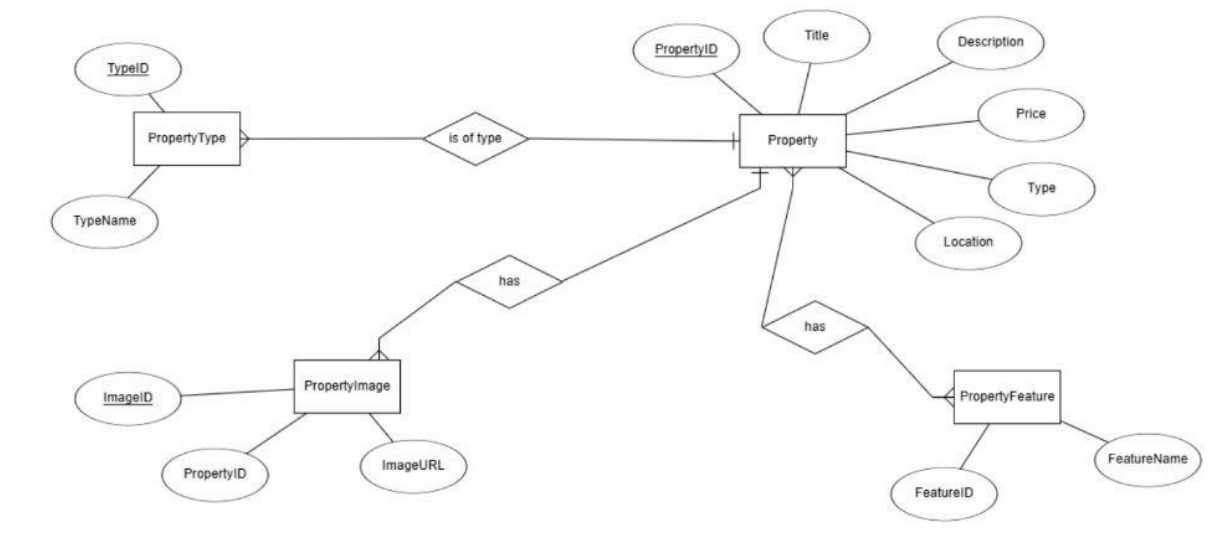 Title
Description
PropertyID
TypeID
Price
PropertyType
is of type
Property
Type
TypeName
Location
has
has
PropertyImage
ImageID
PropertyFeature
PropertyID
ImageURL
FeatureName
FeatureID